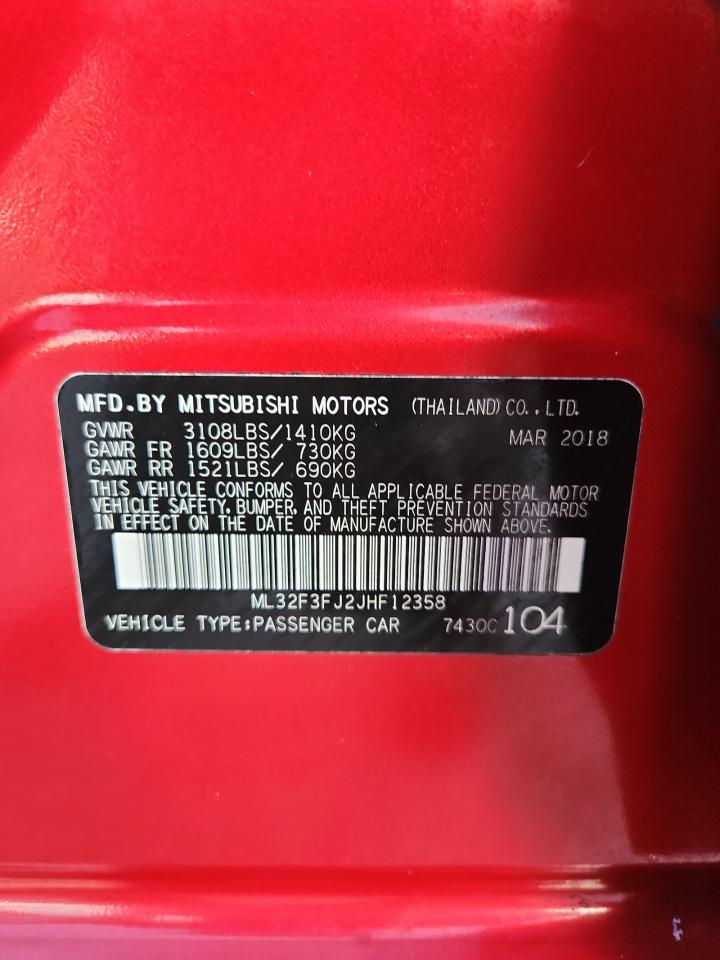 MFD.BY MITSUBISHI MOTORS (THAILAND)CO.,LTD.
GVWR 3108LBS/1410KG MAR 2018
GAWR FR 1609LBS/ 730KG
GAWR RR 1521LBS/ 690KG
THIS VEHICLE CONFORMS TO ALL APPLICABLE FEDERAL MOTOR
VEHICLE SAFETY, BUMPER, AND THEFT PREVENTION STANDARDS
IN EFFECT ON THE DATE OF MANUFACTURE SHOWN ABOVE.
ML32F3FJ2JHF12358
VEHICLE TYPE:PASSENGER CAR 7430C 104